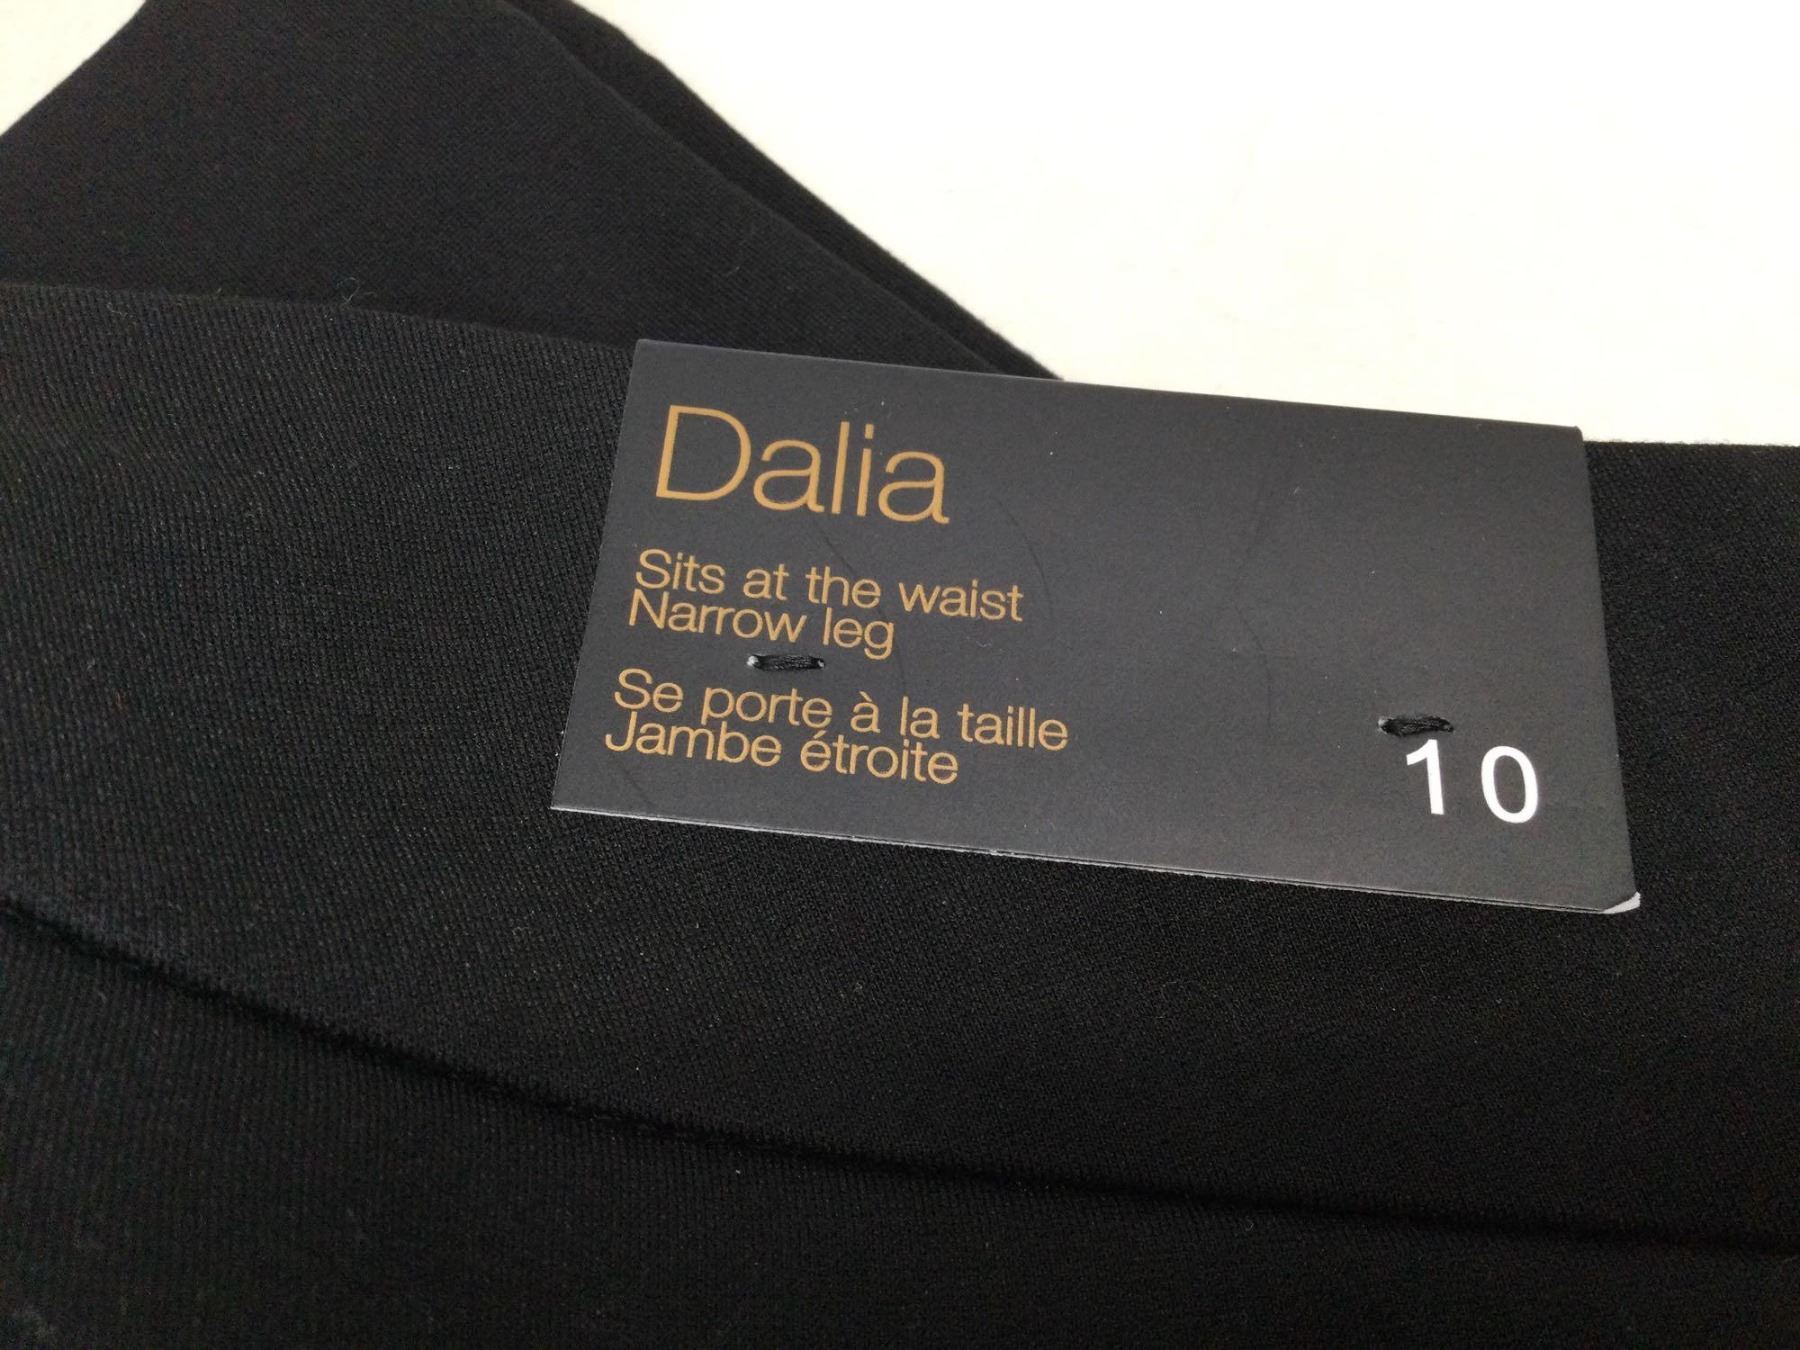 Dalia
Sits at the waist
Narrow leg
Se porte à la taille
Jambe étroite
10